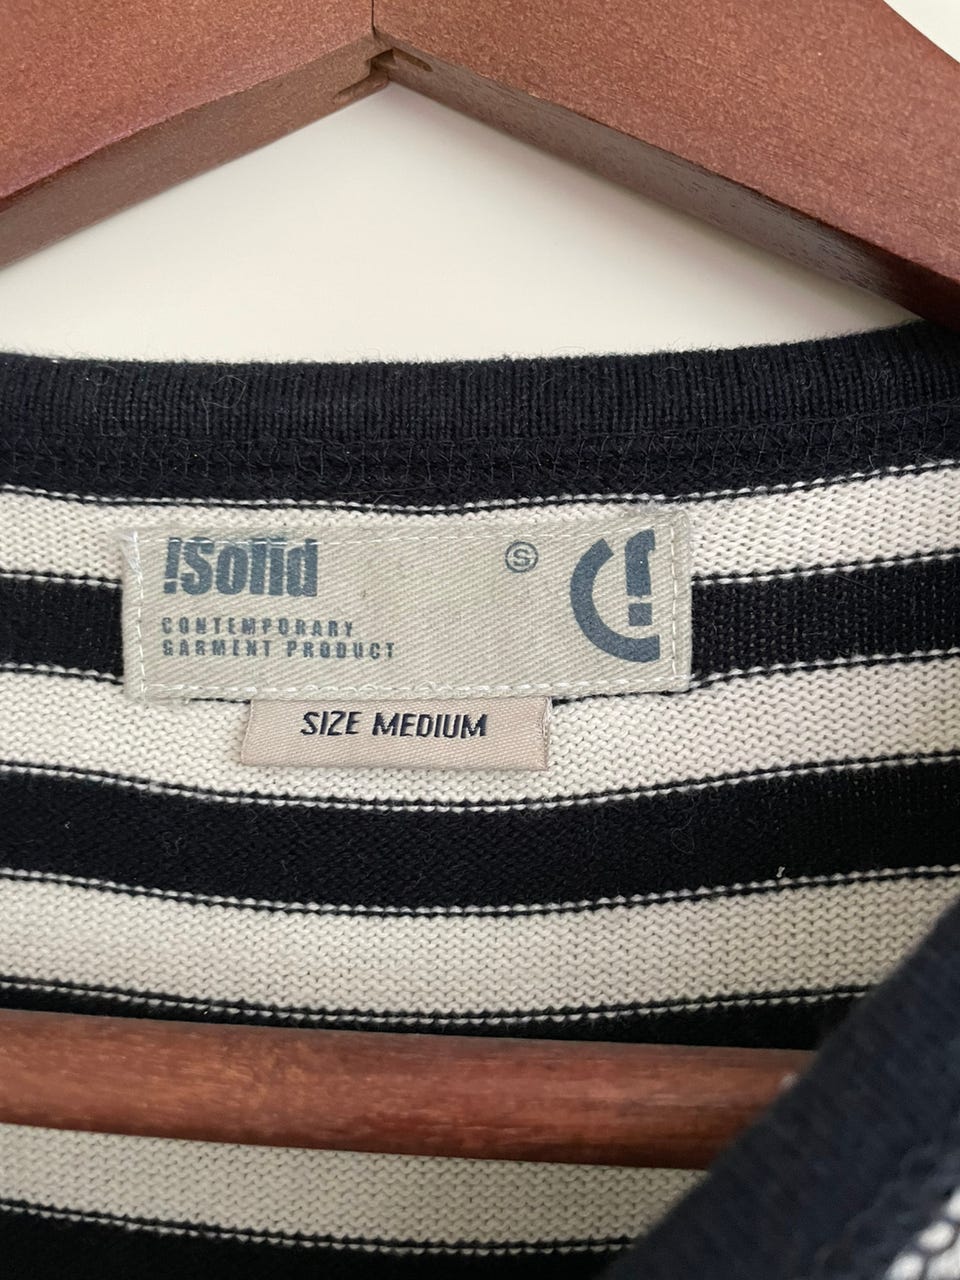 !Solid Ⓢ
CONTEMPORARY
GARMENT PRODUCT
SIZE MEDIUM